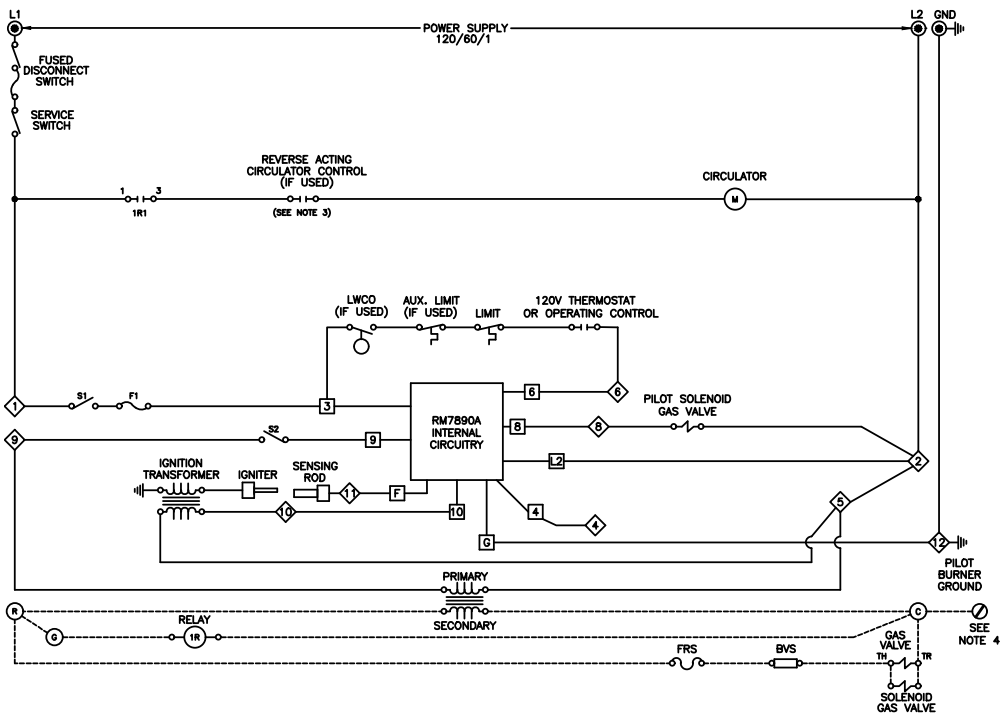 L1
L2 GND
POWER SUPPLY
120/60/1
FUSED
DISCONNECT
SWITCH
SERVICE
SWITCH
REVERSE ACTING
CIRCULATOR CONTROL
(IF USED)
CIRCULATOR
1 3
1R1
(SEE NOTE 3)
M
LWCO
(IF USED)
AUX. LIMIT
(IF USED)
LIMIT
120V THERMOSTAT
OR OPERATING CONTROL
1
S1
F1
3
6
6
PILOT SOLENOID
GAS VALVE
RM7890A
INTERNAL
CIRCUITRY
9
S2
9
8
8
L2
2
IGNITION
TRANSFORMER
IGNITER
SENSING
ROD
11
F
10
10
4
4
5
G
12
PILOT
BURNER
GROUND
PRIMARY
SECONDARY
R
C
SEE
NOTE 4
G
RELAY
1R
GAS
VALVE
TH TR
FRS
BVS
SOLENOID
GAS VALVE